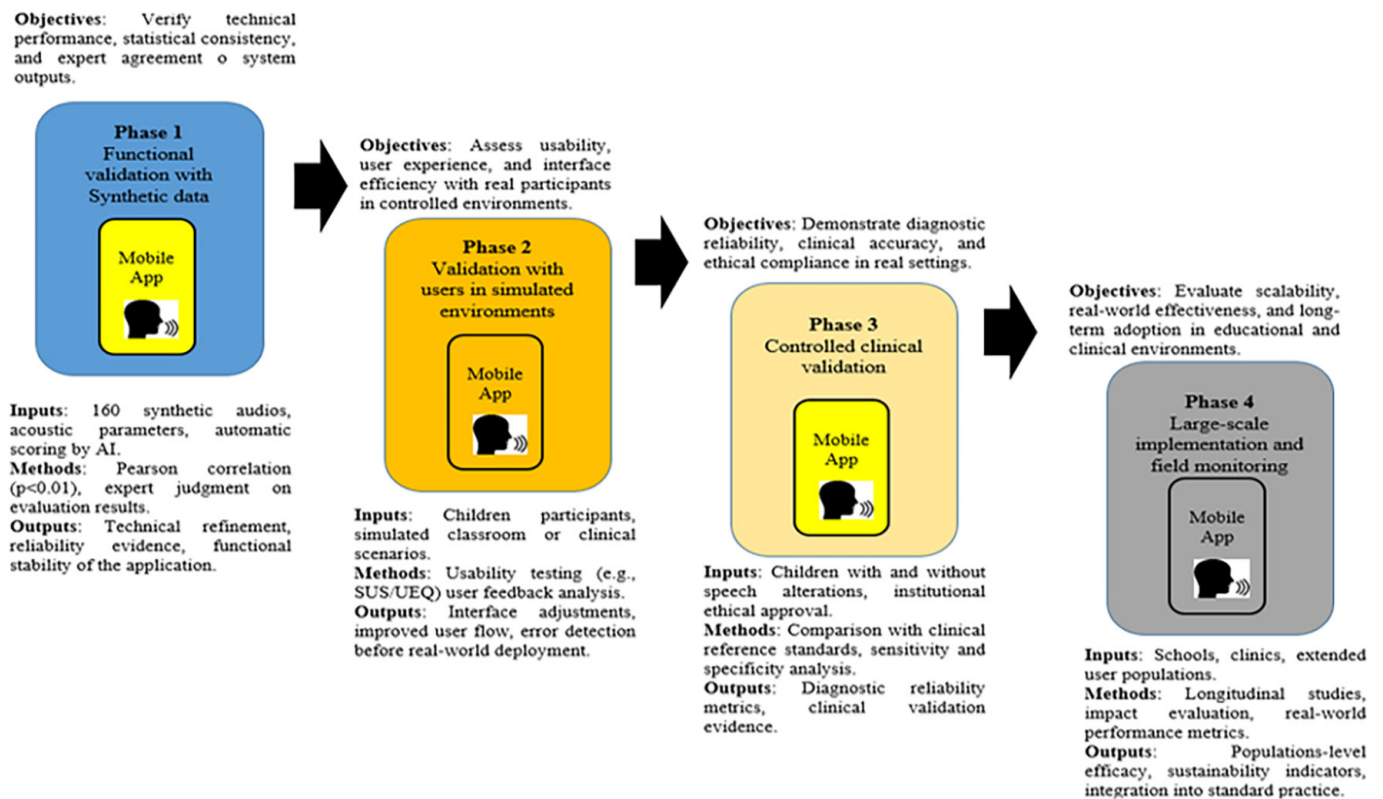 Objectives: Verify technical
performance, statistical consistency,
and expert agreement o system
outputs.
Phase 1
Functional
validation with
Synthetic data
Mobile
App
Inputs: 160 synthetic audios,
acoustic parameters, automatic
scoring by AI.
Methods: Pearson correlation
(p<0.01), expert judgment on
evaluation results.
Outputs: Technical refinement,
reliability evidence, functional
stability of the application.
Objectives: Assess usability,
user experience, and interface
efficiency with real participants
in controlled environments.
Phase 2
Validation with
users in simulated
environments
Mobile
App
Inputs: Children participants,
simulated classroom or clinical
scenarios.
Methods: Usability testing (e.g.,
SUS/UEQ) user feedback analysis.
Outputs: Interface adjustments,
improved user flow, error detection
before real-world deployment.
Objectives: Demonstrate diagnostic
reliability, clinical accuracy, and
ethical compliance in real settings.
Phase 3
Controlled clinical
validation
Mobile
App
Inputs: Children with and without
speech alterations, institutional
ethical approval.
Methods: Comparison with clinical
reference standards, sensitivity and
specificity analysis.
Outputs: Diagnostic reliability
metrics, clinical validation
evidence.
Objectives: Evaluate scalability,
real-world effectiveness, and long-
term adoption in educational and
clinical environments.
Phase 4
Large-scale
implementation and
field monitoring
Mobile
App
Inputs: Schools, clinics, extended
user populations.
Methods: Longitudinal studies,
impact evaluation, real-world
performance metrics.
Outputs: Populations-level
efficacy, sustainability indicators,
integration into standard practice.